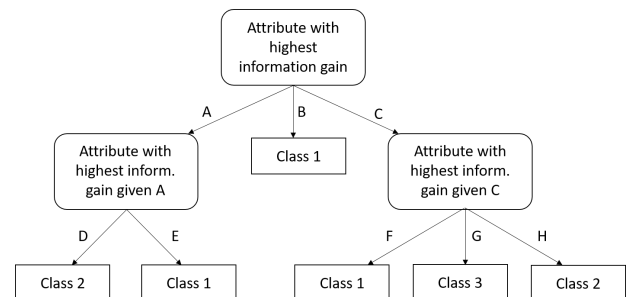 Attribute with
highest
information gain
A
B
C
Attribute with
highest inform.
gain given A
Class 1
Attribute with
highest inform.
gain given C
D
E
F
G
H
Class 2
Class 1
Class 1
Class 3
Class 2